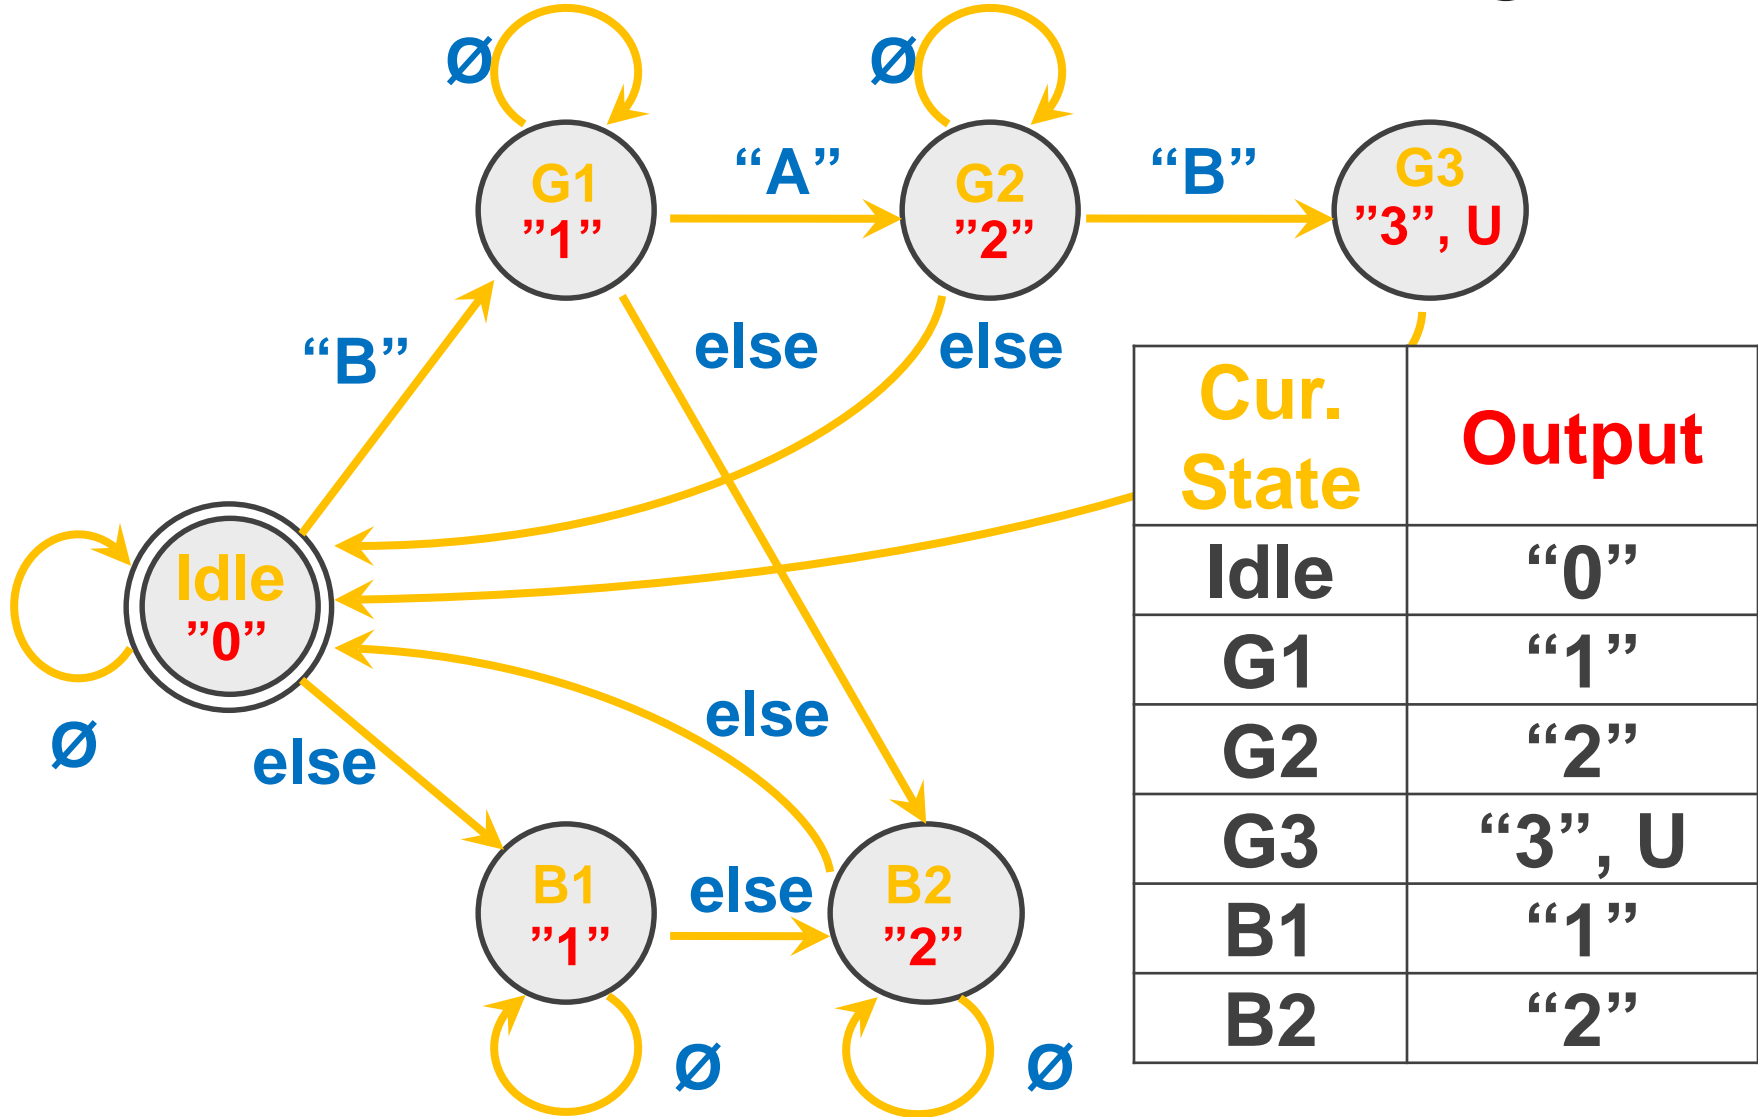 Ø
Ø
G1
”1”
“A”
G2
”2”
“B”
G3
”3”, U
“B”
else
else
Idle
”0”
Ø
else
else
B1
”1”
else
B2
”2”
Ø
Ø
Cur. State
Output
Idle
“0”
G1
“1”
G2
“2”
G3
“3”, U
B1
“1”
B2
“2”